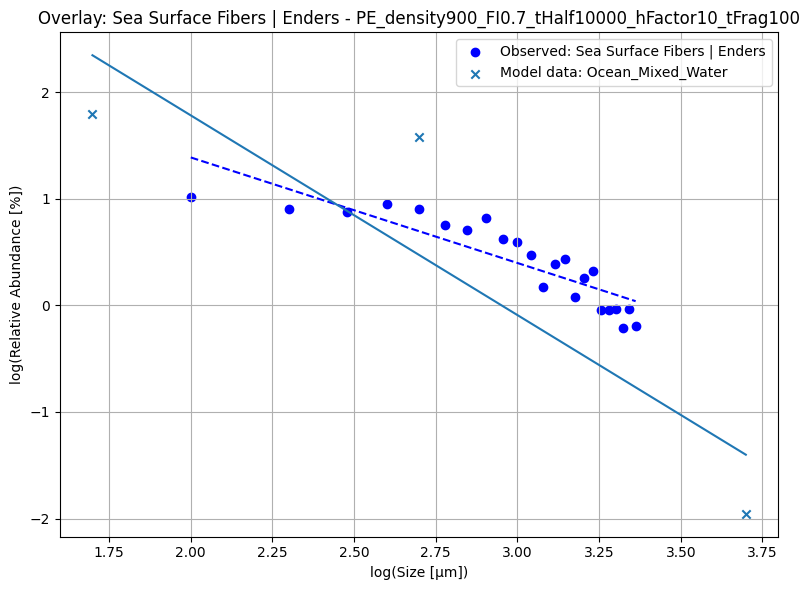 Overlay: Sea Surface Fibers | Enders - PE_density900_FI0.7_tHalf10000_hFactor10_tFrag100
Observed: Sea Surface Fibers | Enders
Model data: Ocean_Mixed_Water
log(Relative Abundance [%])
2
1
0
−1
−2
1.75
2.00
2.25
2.50
2.75
3.00
3.25
3.50
3.75
log(Size [µm])